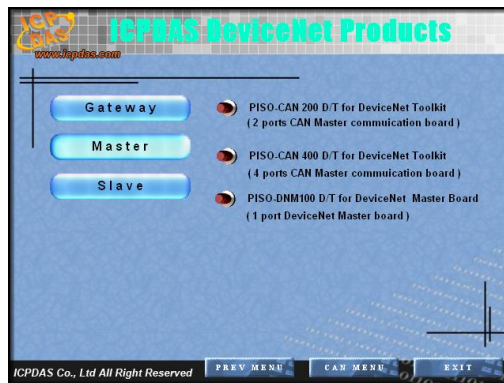 ICP DAS
www.icpdas.com
ICPDAS DeviceNet Products
Gateway
Master
Slave
PISO-CAN 200 D/T for DeviceNet Toolkit
( 2 ports CAN Master commuication board )
PISO-CAN 400 D/T for DeviceNet Toolkit
(4 ports CAN Master commuication board )
PISO-DNM100 D/T for DeviceNet Master Board
( 1 port DeviceNet Master board )
ICPDAS Co., Ltd All Right Reserved
PREV MENU
CAN MENU
EXIT